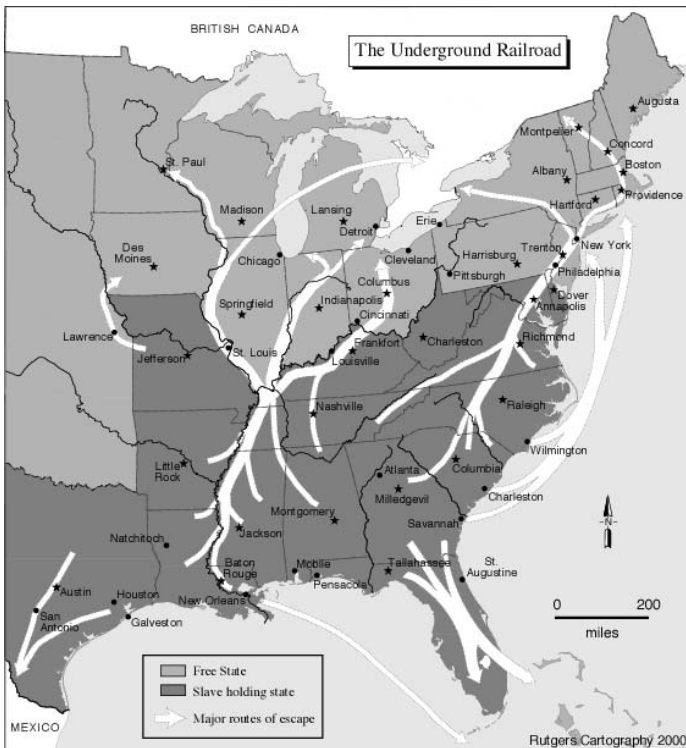 BRITISH CANADA
The Underground Railroad
Augusta
Montpelier
Concord
St. Paul
Albany
Boston
Madison
Lansing
Hartford
Providence
Detroit
Erie
Des
Moines
Chicago
Cleveland
Harrisburg
Trenton
New York
Pittsburgh
Philadelphia
Columbus
Springfield
Indianapolis
Dover
Annapolis
Cincinnati
Lawrence
Jefferson
St. Louis
Frankfort
Charleston
Richmond
Louisville
Nashville
Raleigh
Little
Rock
Atlanta
Columbia
Wilmington
Milledgevil
Charleston
Montgomery
Jackson
Savannah
Natchitoch
Baton
Rouge
Mobile
Tallahassee
St.
Augustine
Pensacola
Austin
Houston
New Orleans
San
Antonio
Galveston
N
0 200
miles
Free State
Slave holding state
Major routes of escape
MEXICO
Rutgers Cartography 2000